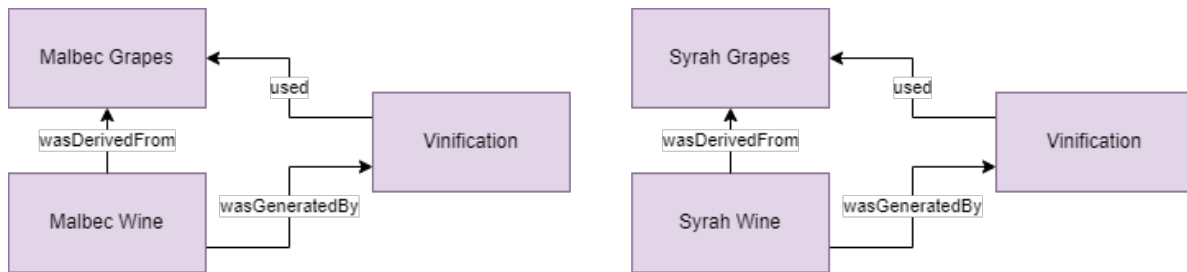 Malbec Grapes
used
wasDerivedFrom
Vinification
wasGeneratedBy
Malbec Wine
Syrah Grapes
used
wasDerivedFrom
Vinification
wasGeneratedBy
Syrah Wine